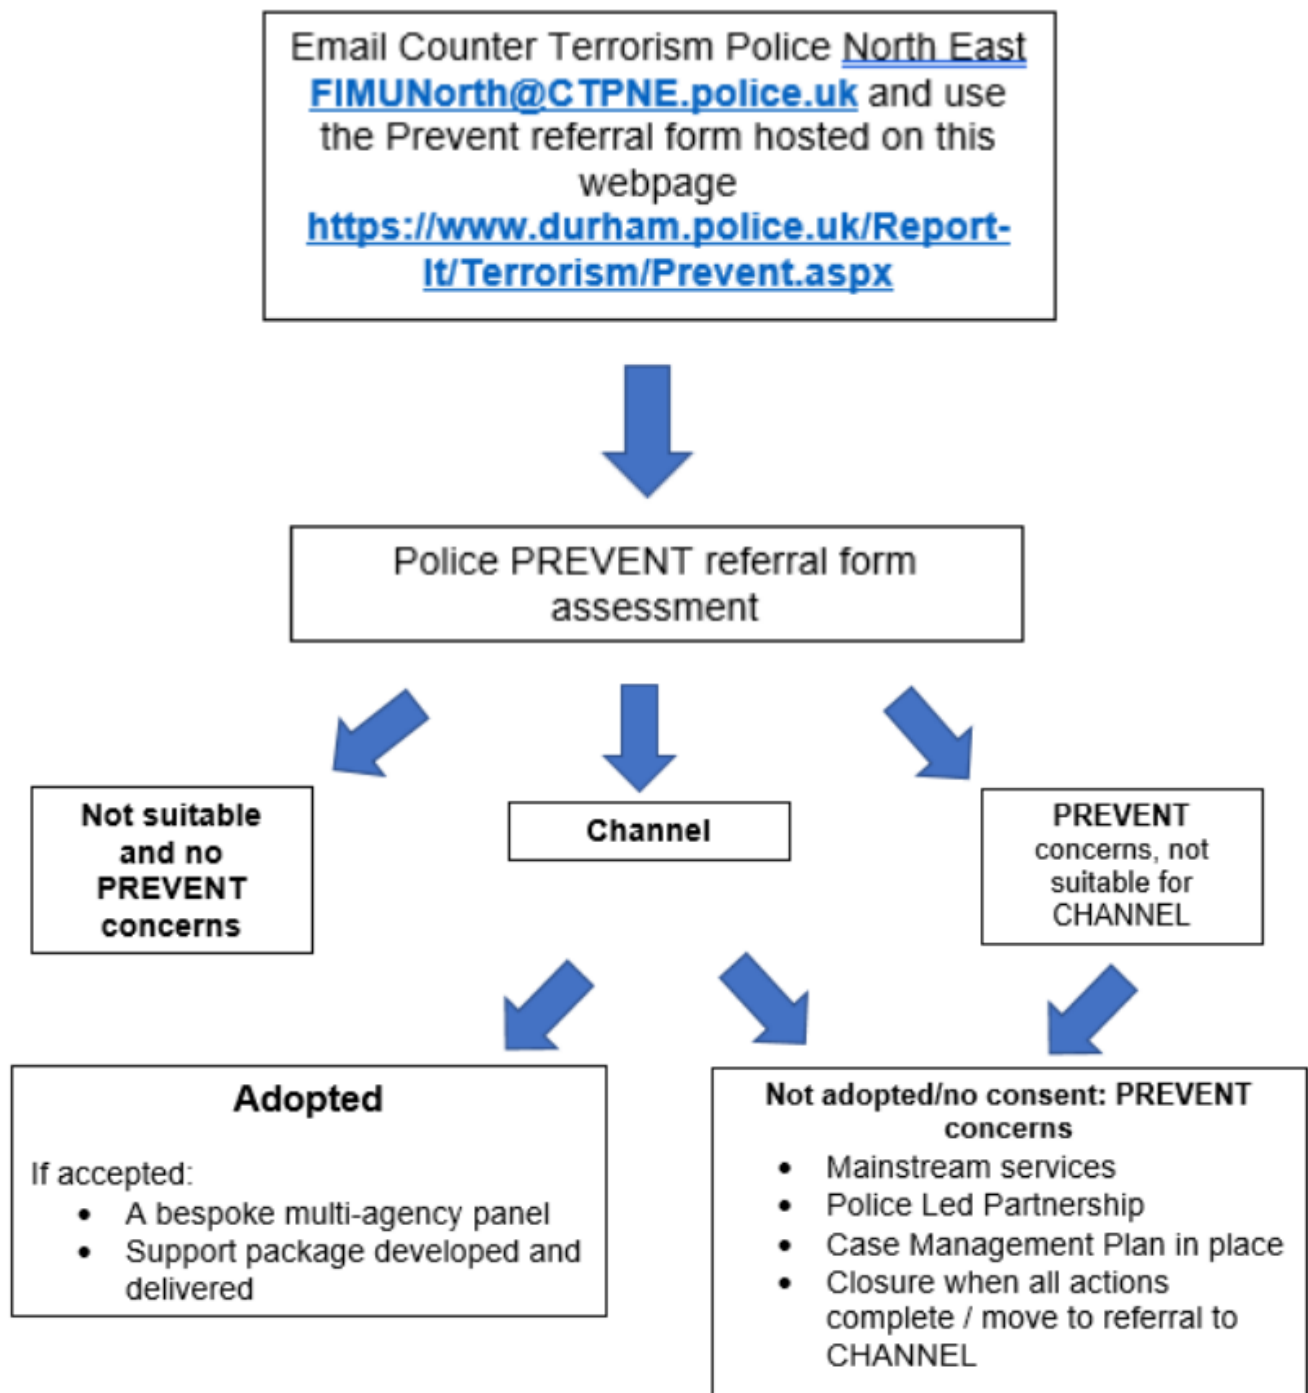 Email Counter Terrorism Police North East
FIMUNorth@CTPNE.police.uk and use
the Prevent referral form hosted on this
webpage
https://www.durham.police.uk/Report-
It/Terrorism/Prevent.aspx
Police PREVENT referral form
assessment
Not suitable
and no
PREVENT
concerns
Channel
PREVENT
concerns, not
suitable for
CHANNEL
Adopted
If accepted:
• A bespoke multi-agency panel
• Support package developed and
delivered
Not adopted/no consent: PREVENT
concerns
• Mainstream services
• Police Led Partnership
• Case Management Plan in place
• Closure when all actions
complete / move to referral to
CHANNEL